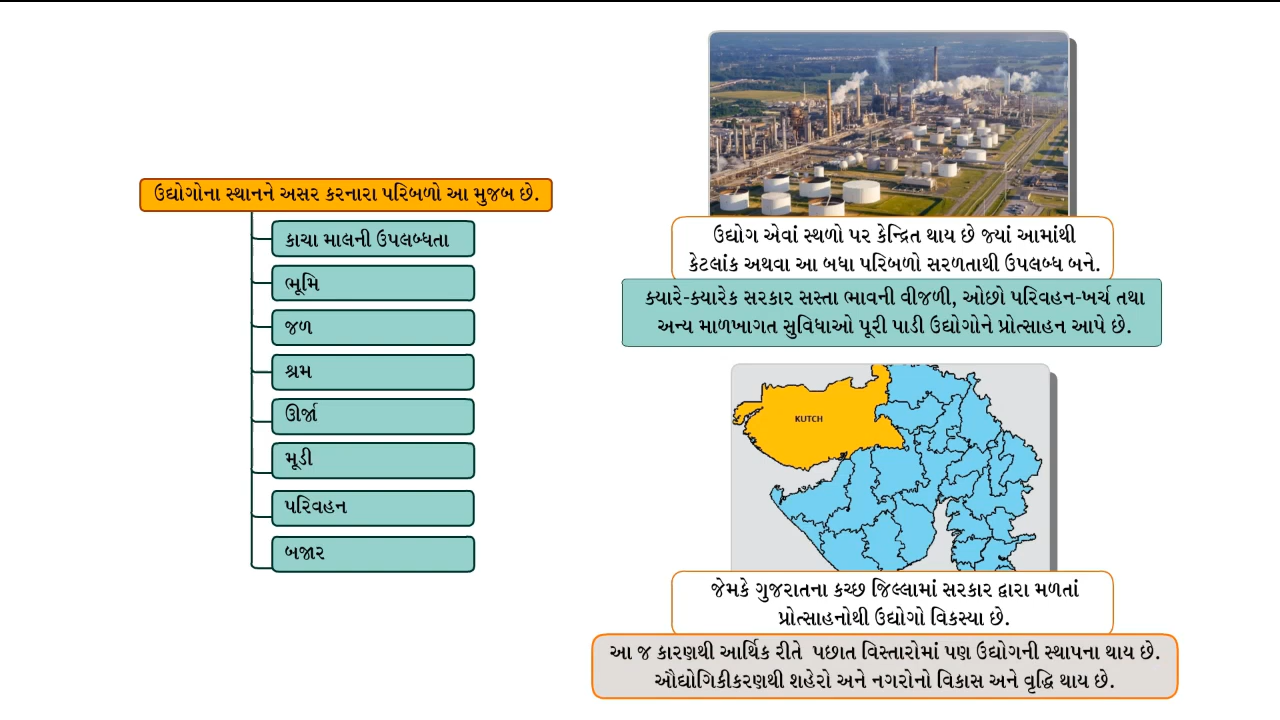 ઉદ્યોગોના સ્થાનને અસર કરનારા પરિબળો આ મુજબ છે.
કાચા માલની ઉપલબ્ધતા
ભૂમિ
જળ
શ્રમ
ઊર્જા
મૂડી
પરિવહન
બજાર
ઉદ્યોગ એવાં સ્થળો પર કેન્દ્રિત થાય છે જ્યાં આમાંથી
કેટલાંક અથવા આ બધા પરિબળો સરળતાથી ઉપલબ્ધ બને.
ક્યારે-ક્યારેક સરકાર સસ્તા ભાવની વીજળી, ઓછો પરિવહન-ખર્ચ તથા
અન્ય માળખાગત સુવિધાઓ પૂરી પાડી ઉદ્યોગોને પ્રોત્સાહન આપે છે.
KUTCH
જેમકે ગુજરાતના કચ્છ જિલ્લામાં સરકાર દ્વારા મળતાં
પ્રોત્સાહનોથી ઉદ્યોગો વિકસ્યા છે.
આ જ કારણથી આર્થિક રીતે પછાત વિસ્તારોમાં પણ ઉદ્યોગની સ્થાપના થાય છે.
ઔદ્યોગિકીકરણથી શહેરો અને નગરોનો વિકાસ અને વૃદ્ધિ થાય છે.